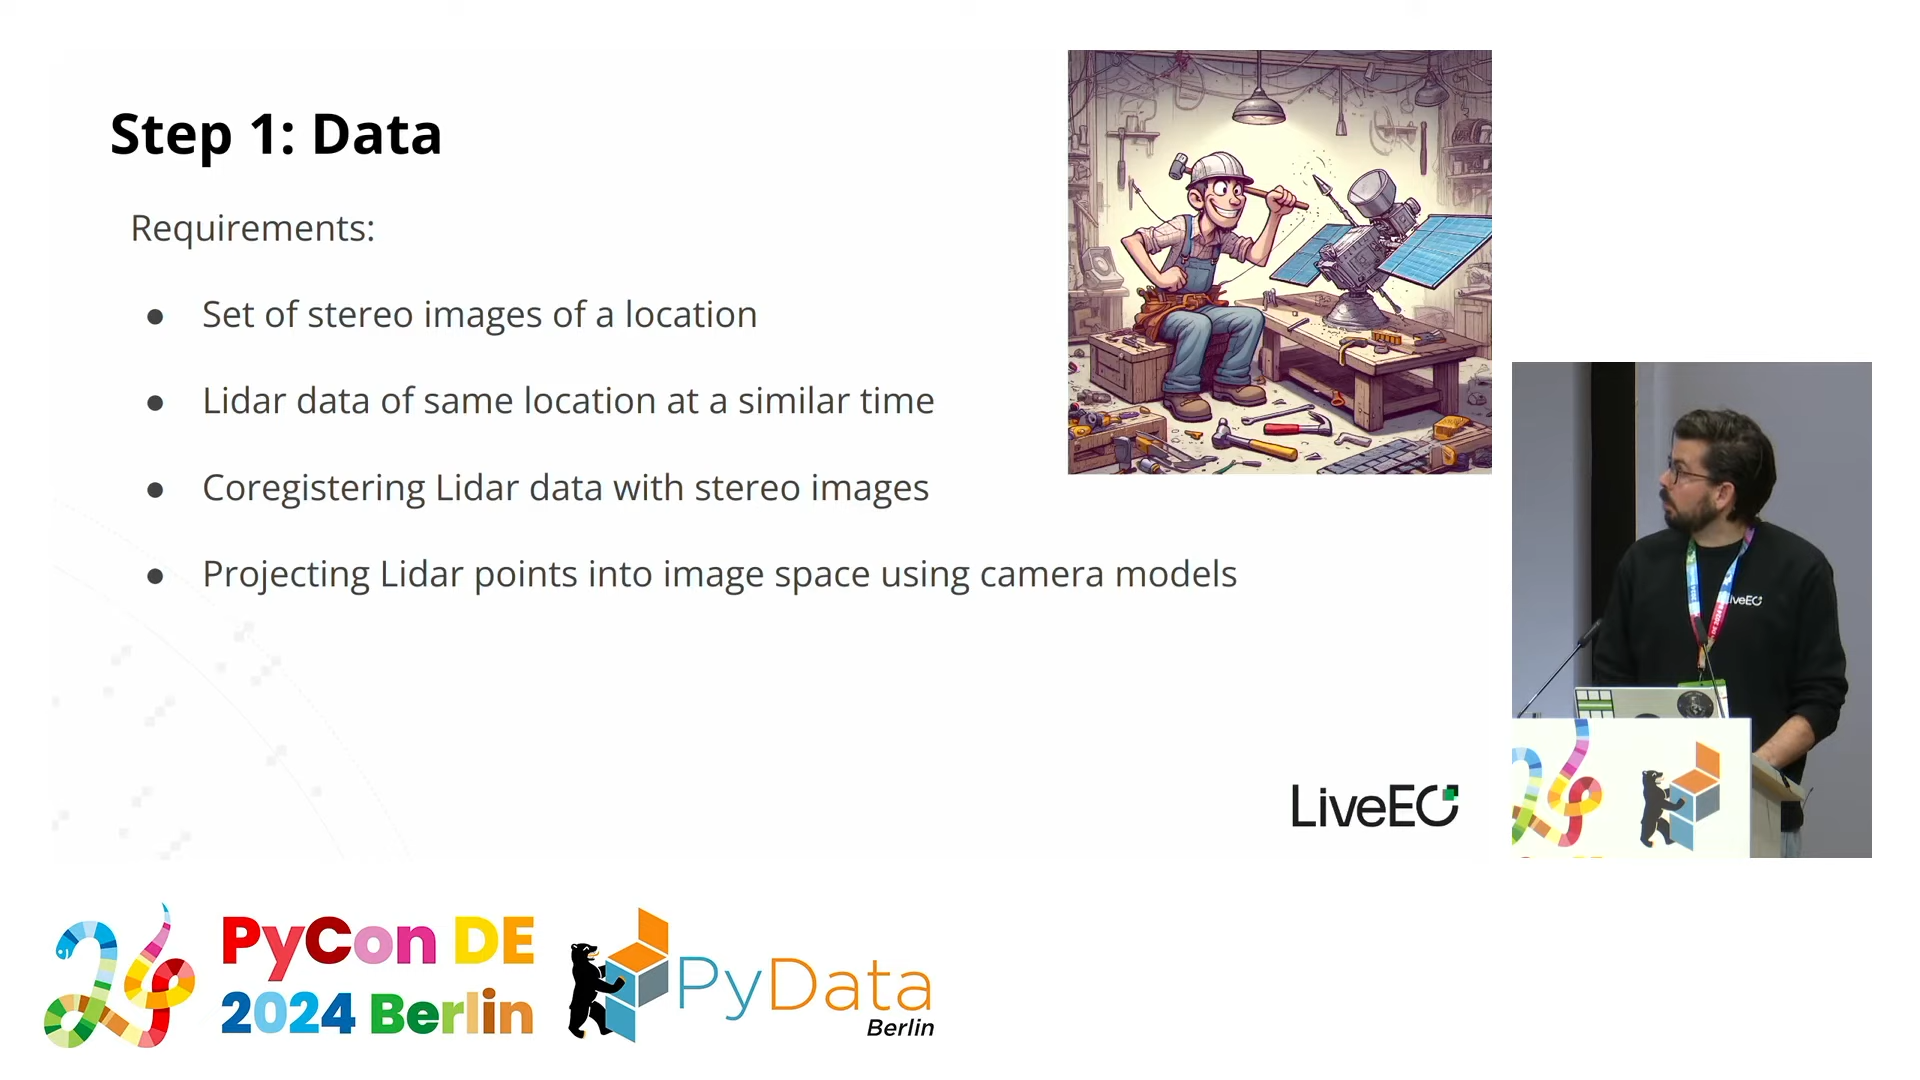 Step 1: Data
Requirements:
● Set of stereo images of a location
● Lidar data of same location at a similar time
● Coregistering Lidar data with stereo images
● Projecting Lidar points into image space using camera models
LiveEO
LiveEO
PyCon DE
2024 Berlin
PyData
Berlin